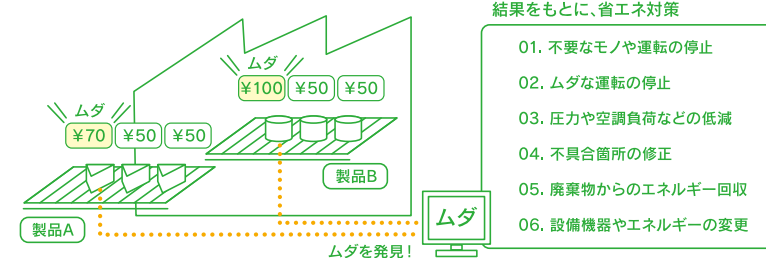 ムダ
¥100 ¥50 ¥50
ムダ
¥70 ¥50 ¥50
製品B
製品A
ムダ
ムダを発見！
結果をもとに、省エネ対策
01. 不要なモノや運転の停止
02. ムダな運転の停止
03. 圧力や空調負荷などの低減
04. 不具合箇所の修正
05. 廃棄物からのエネルギー回収
06. 設備機器やエネルギーの変更